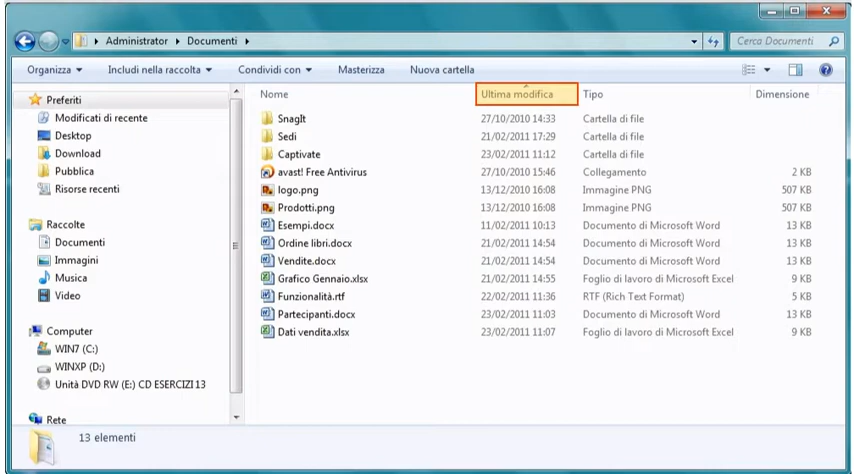 Administrator Documenti Cerca Documenti
Organizza Includi nella raccolta Condividi con Masterizza Nuova cartella
Preferiti
Modificati di recente
Desktop
Download
Pubblica
Risorse recenti
Raccolte
Documenti
Immagini
Musica
Video
Computer
WIN7 (C:)
WINXP (D:)
Unità DVD RW (E:) CD ESERCIZI 13
Rete
Nome Ultima modifica Tipo Dimensione
SnagIt 27/10/2010 14:33 Cartella di file
Sedi 21/02/2011 17:29 Cartella di file
Captivate 23/02/2011 11:12 Cartella di file
avast! Free Antivirus 27/10/2010 15:46 Collegamento 2 KB
logo.png 13/12/2010 16:08 Immagine PNG 507 KB
Prodotti.png 13/12/2010 16:08 Immagine PNG 507 KB
Esempi.docx 11/02/2011 10:13 Documento di Microsoft Word 13 KB
Ordine libri.docx 21/02/2011 14:54 Documento di Microsoft Word 13 KB
Vendite.docx 21/02/2011 14:54 Documento di Microsoft Word 13 KB
Grafico Gennaio.xlsx 21/02/2011 14:55 Foglio di lavoro di Microsoft Excel 9 KB
Funzionalità.rtf 22/02/2011 11:36 RTF (Rich Text Format) 5 KB
Partecipanti.docx 23/02/2011 11:03 Documento di Microsoft Word 13 KB
Dati vendita.xlsx 23/02/2011 11:07 Foglio di lavoro di Microsoft Excel 9 KB
13 elementi